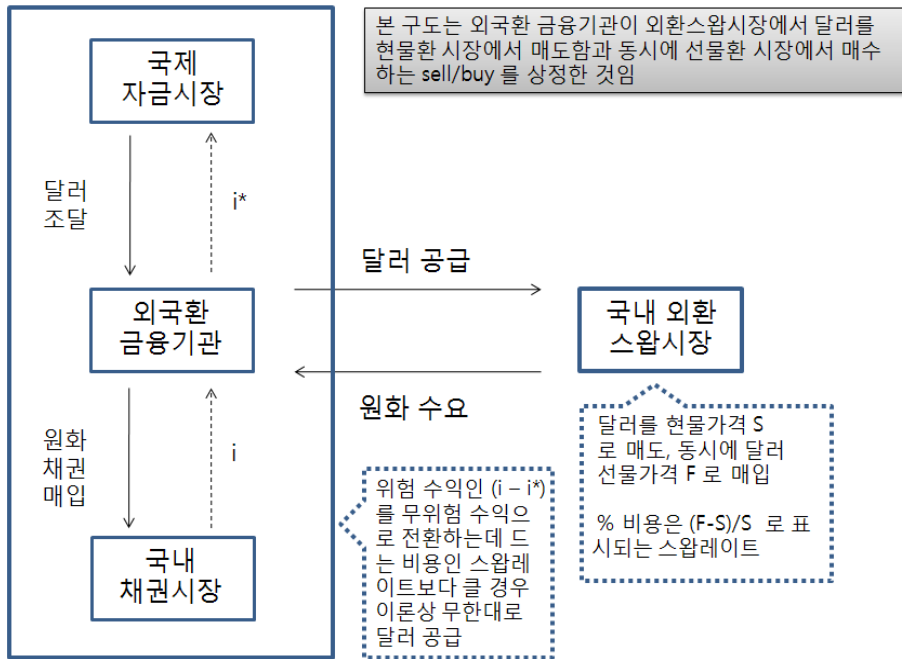 본 구도는 외국환 금융기관이 외환스왑시장에서 달러를
현물환 시장에서 매도함과 동시에 선물환 시장에서 매수
하는 sell/buy 를 상정한 것임
국제
자금시장
달러
조달
i*
외국환
금융기관
달러 공급
원화 수요
국내 외환
스왑시장
원화
채권
매입
i
국내
채권시장
위험 수익인 (i – i*)
를 무위험 수익으
로 전환하는데 드
는 비용인 스왑레
이트보다 클 경우
이론상 무한대로
달러 공급
달러를 현물가격 S
로 매도, 동시에 달러
선물가격 F 로 매입
% 비용은 (F-S)/S 로 표
시되는 스왑레이트